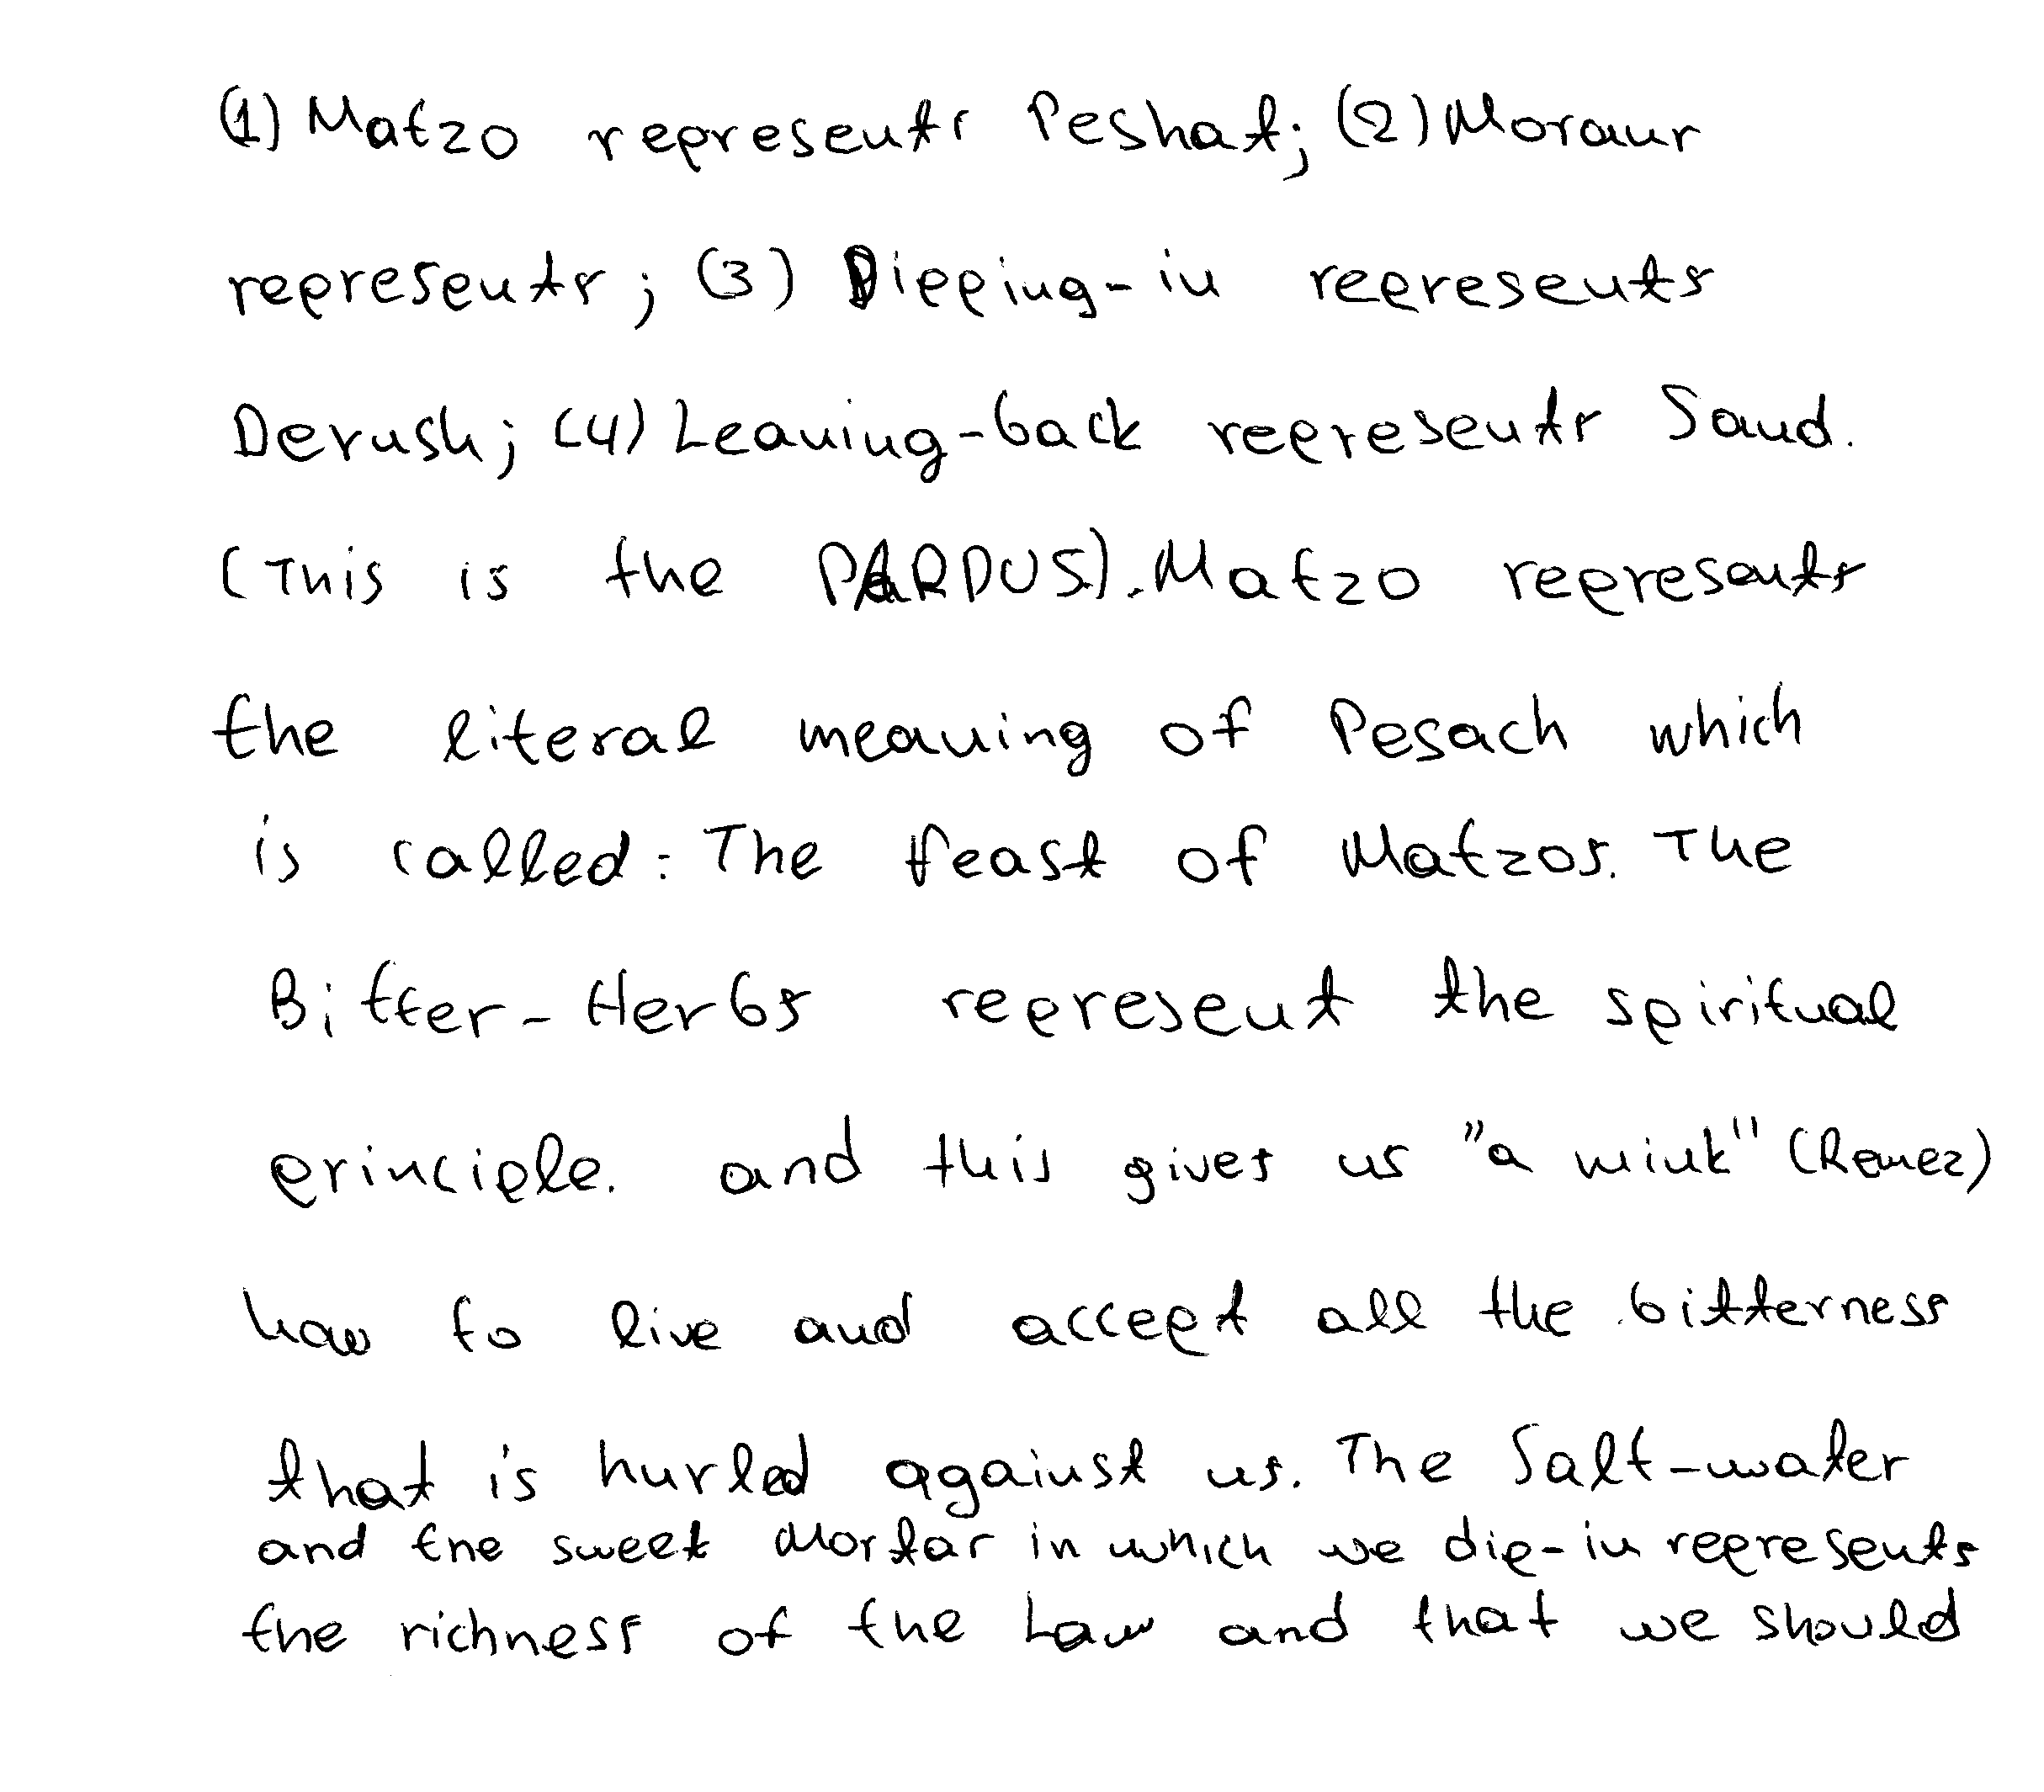 (1) Matzo represents Peshat; (2) Moraur
represents; (3) Dipping-in represents
Derush; (4) Leaning-back represents Saud.
(This is the PARDUS). Matzo represents
the literal meaning of Pesach which
is called: The feast of Matzos. The
Bitter-Herbs represent the spiritual
principle. and this gives us "a wink" (Remez)
how to live and accept all the bitterness
that is hurled against us. The Salt-water
and the sweet Mortar in which we dip-in represents
the richness of the Law and that we should